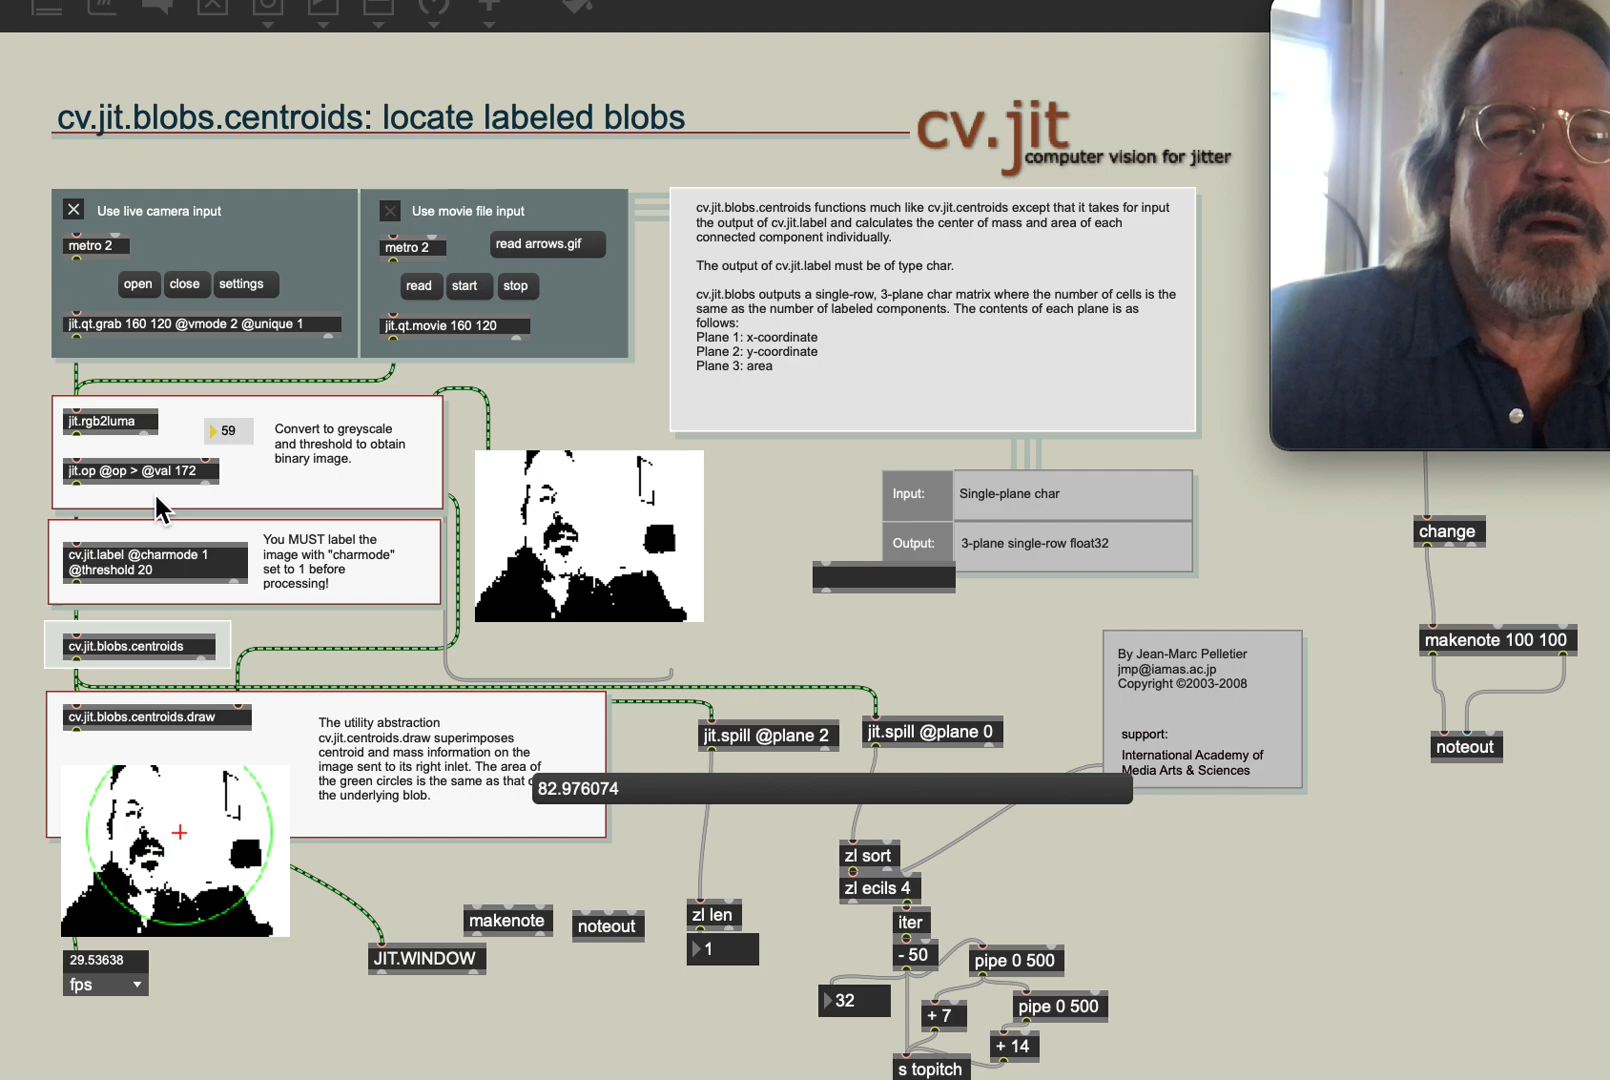 cv.jit.blobs.centroids: locate labeled blobs
cv.jit
computer vision for jitter
Use live camera input
metro 2
open
close
settings
jit.qt.grab 160 120 @vmode 2 @unique 1
Use movie file input
metro 2
read arrows.gif
read
start
stop
jit.qt.movie 160 120
cv.jit.blobs.centroids functions much like cv.jit.centroids except that it takes for input
the output of cv.jit.label and calculates the center of mass and area of each
connected component individually.
The output of cv.jit.label must be of type char.
cv.jit.blobs outputs a single-row, 3-plane char matrix where the number of cells is the
same as the number of labeled components. The contents of each plane is as
follows:
Plane 1: x-coordinate
Plane 2: y-coordinate
Plane 3: area
jit.rgb2luma
59
Convert to greyscale
and threshold to obtain
binary image.
jit.op @op > @val 172
cv.jit.label @charmode 1
@threshold 20
You MUST label the
image with "charmode"
set to 1 before
processing!
Input:
Single-plane char
Output:
3-plane single-row float32
change
makenote 100 100
noteout
cv.jit.blobs.centroids
By Jean-Marc Pelletier
jmp@iamas.ac.jp
Copyright ©2003-2008
support:
International Academy of
Media Arts & Sciences
cv.jit.blobs.centroids.draw
The utility abstraction
cv.jit.centroids.draw superimposes
centroid and mass information on the
image sent to its right inlet. The area of
the green circles is the same as that
the underlying blob.
jit.spill @plane 2
jit.spill @plane 0
82.976074
zl sort
zl ecils 4
iter
- 50
makenote
noteout
zl len
1
JIT.WINDOW
29.53638
fps
pipe 0 500
32
+ 7
pipe 0 500
+ 14
s topitch